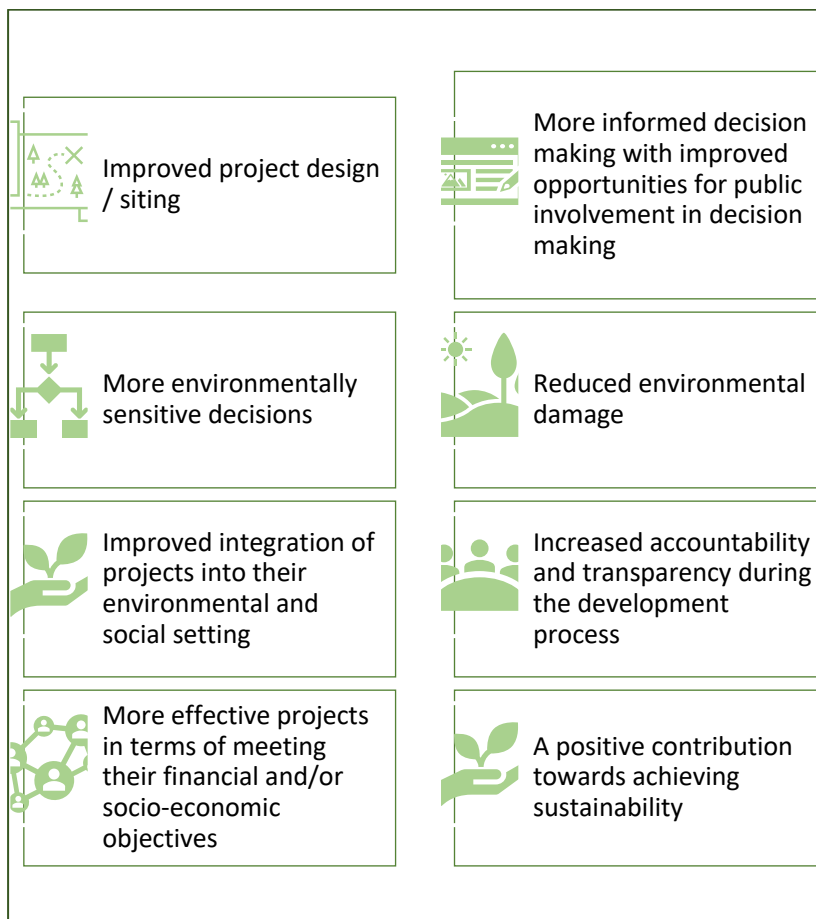 Improved project design
/ siting
More informed decision
making with improved
opportunities for public
involvement in decision
making
More environmentally
sensitive decisions
Reduced environmental
damage
Improved integration of
projects into their
environmental and
social setting
Increased accountability
and transparency during
the development
process
More effective projects
in terms of meeting
their financial and/or
socio-economic
objectives
A positive contribution
towards achieving
sustainability